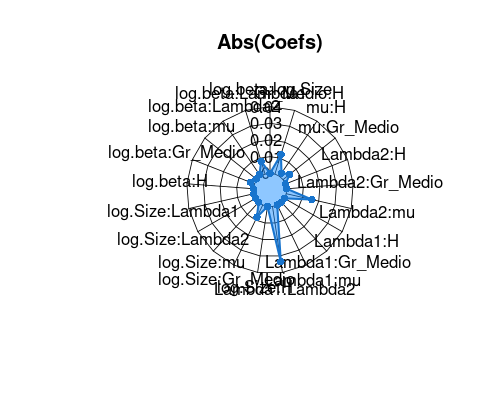 Abs(Coefs)
log.beta:log.Size
Gr_Medio:H
mu:H
mu:Gr_Medio
Lambda2:H
Lambda2:Gr_Medio
Lambda2:mu
Lambda1:H
Lambda1:Gr_Medio
Lambda1:mu
Lambda1:Lambda2
log.Size:H
log.Size:Gr_Medio
log.Size:mu
log.Size:Lambda2
log.Size:Lambda1
log.beta:H
log.beta:Gr_Medio
log.beta:mu
log.beta:Lambda2
log.beta:Lambda1
0.04
0.03
0.02
0.01